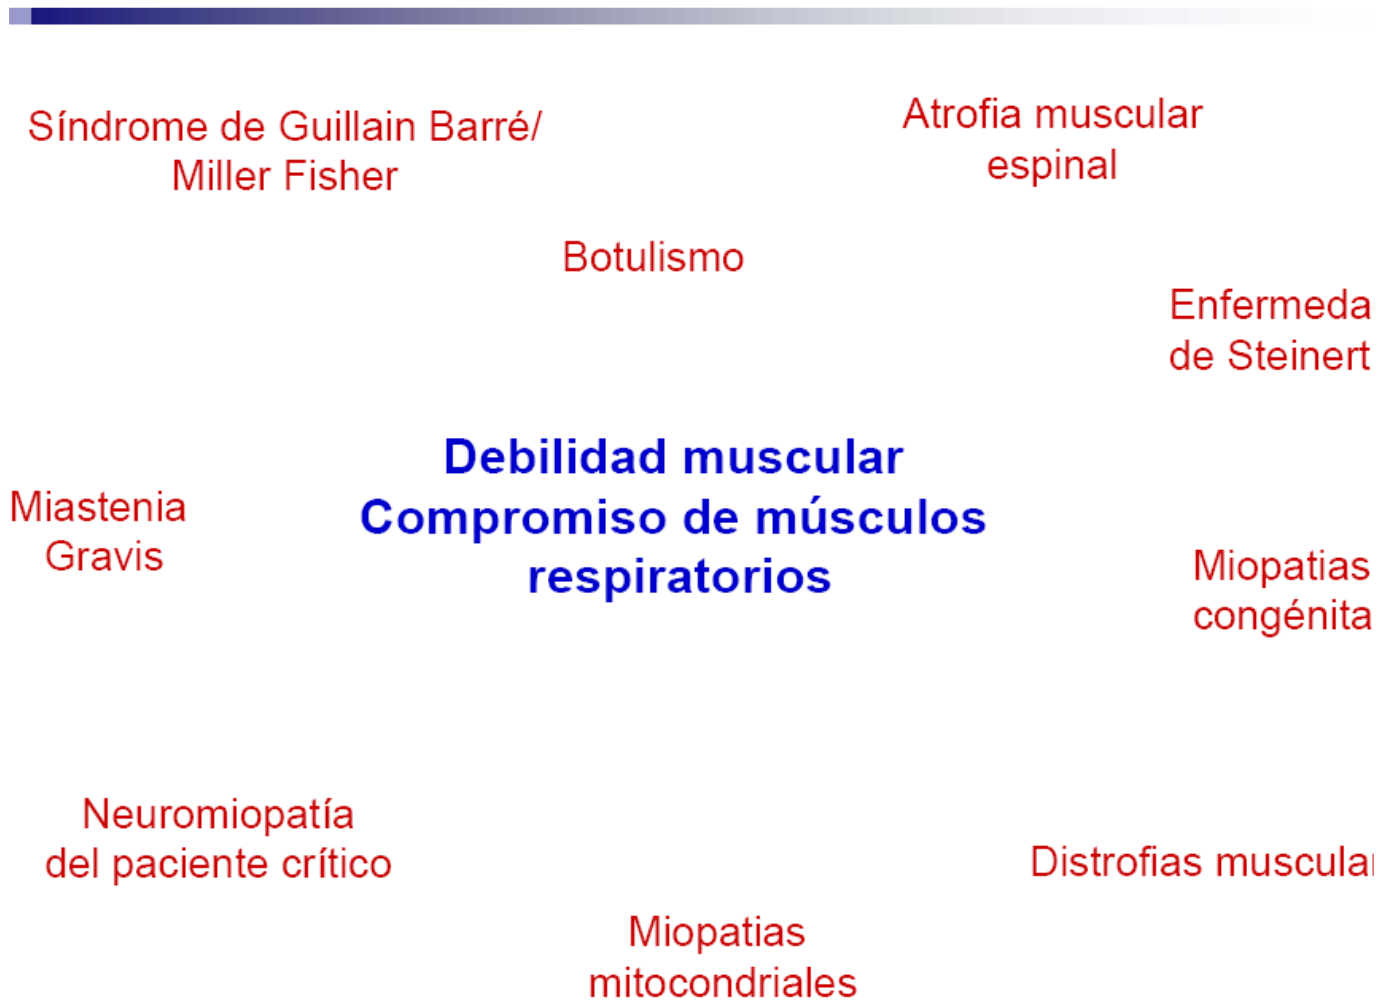 Síndrome de Guillain Barré/
Miller Fisher
Atrofia muscular
espinal
Botulismo
Enfermeda
de Steinert
Debilidad muscular
Compromiso de músculos
respiratorios
Miastenia
Gravis
Miopatias
congénita
Neuromiopatía
del paciente crítico
Distrofias muscular
Miopatias
mitocondriales